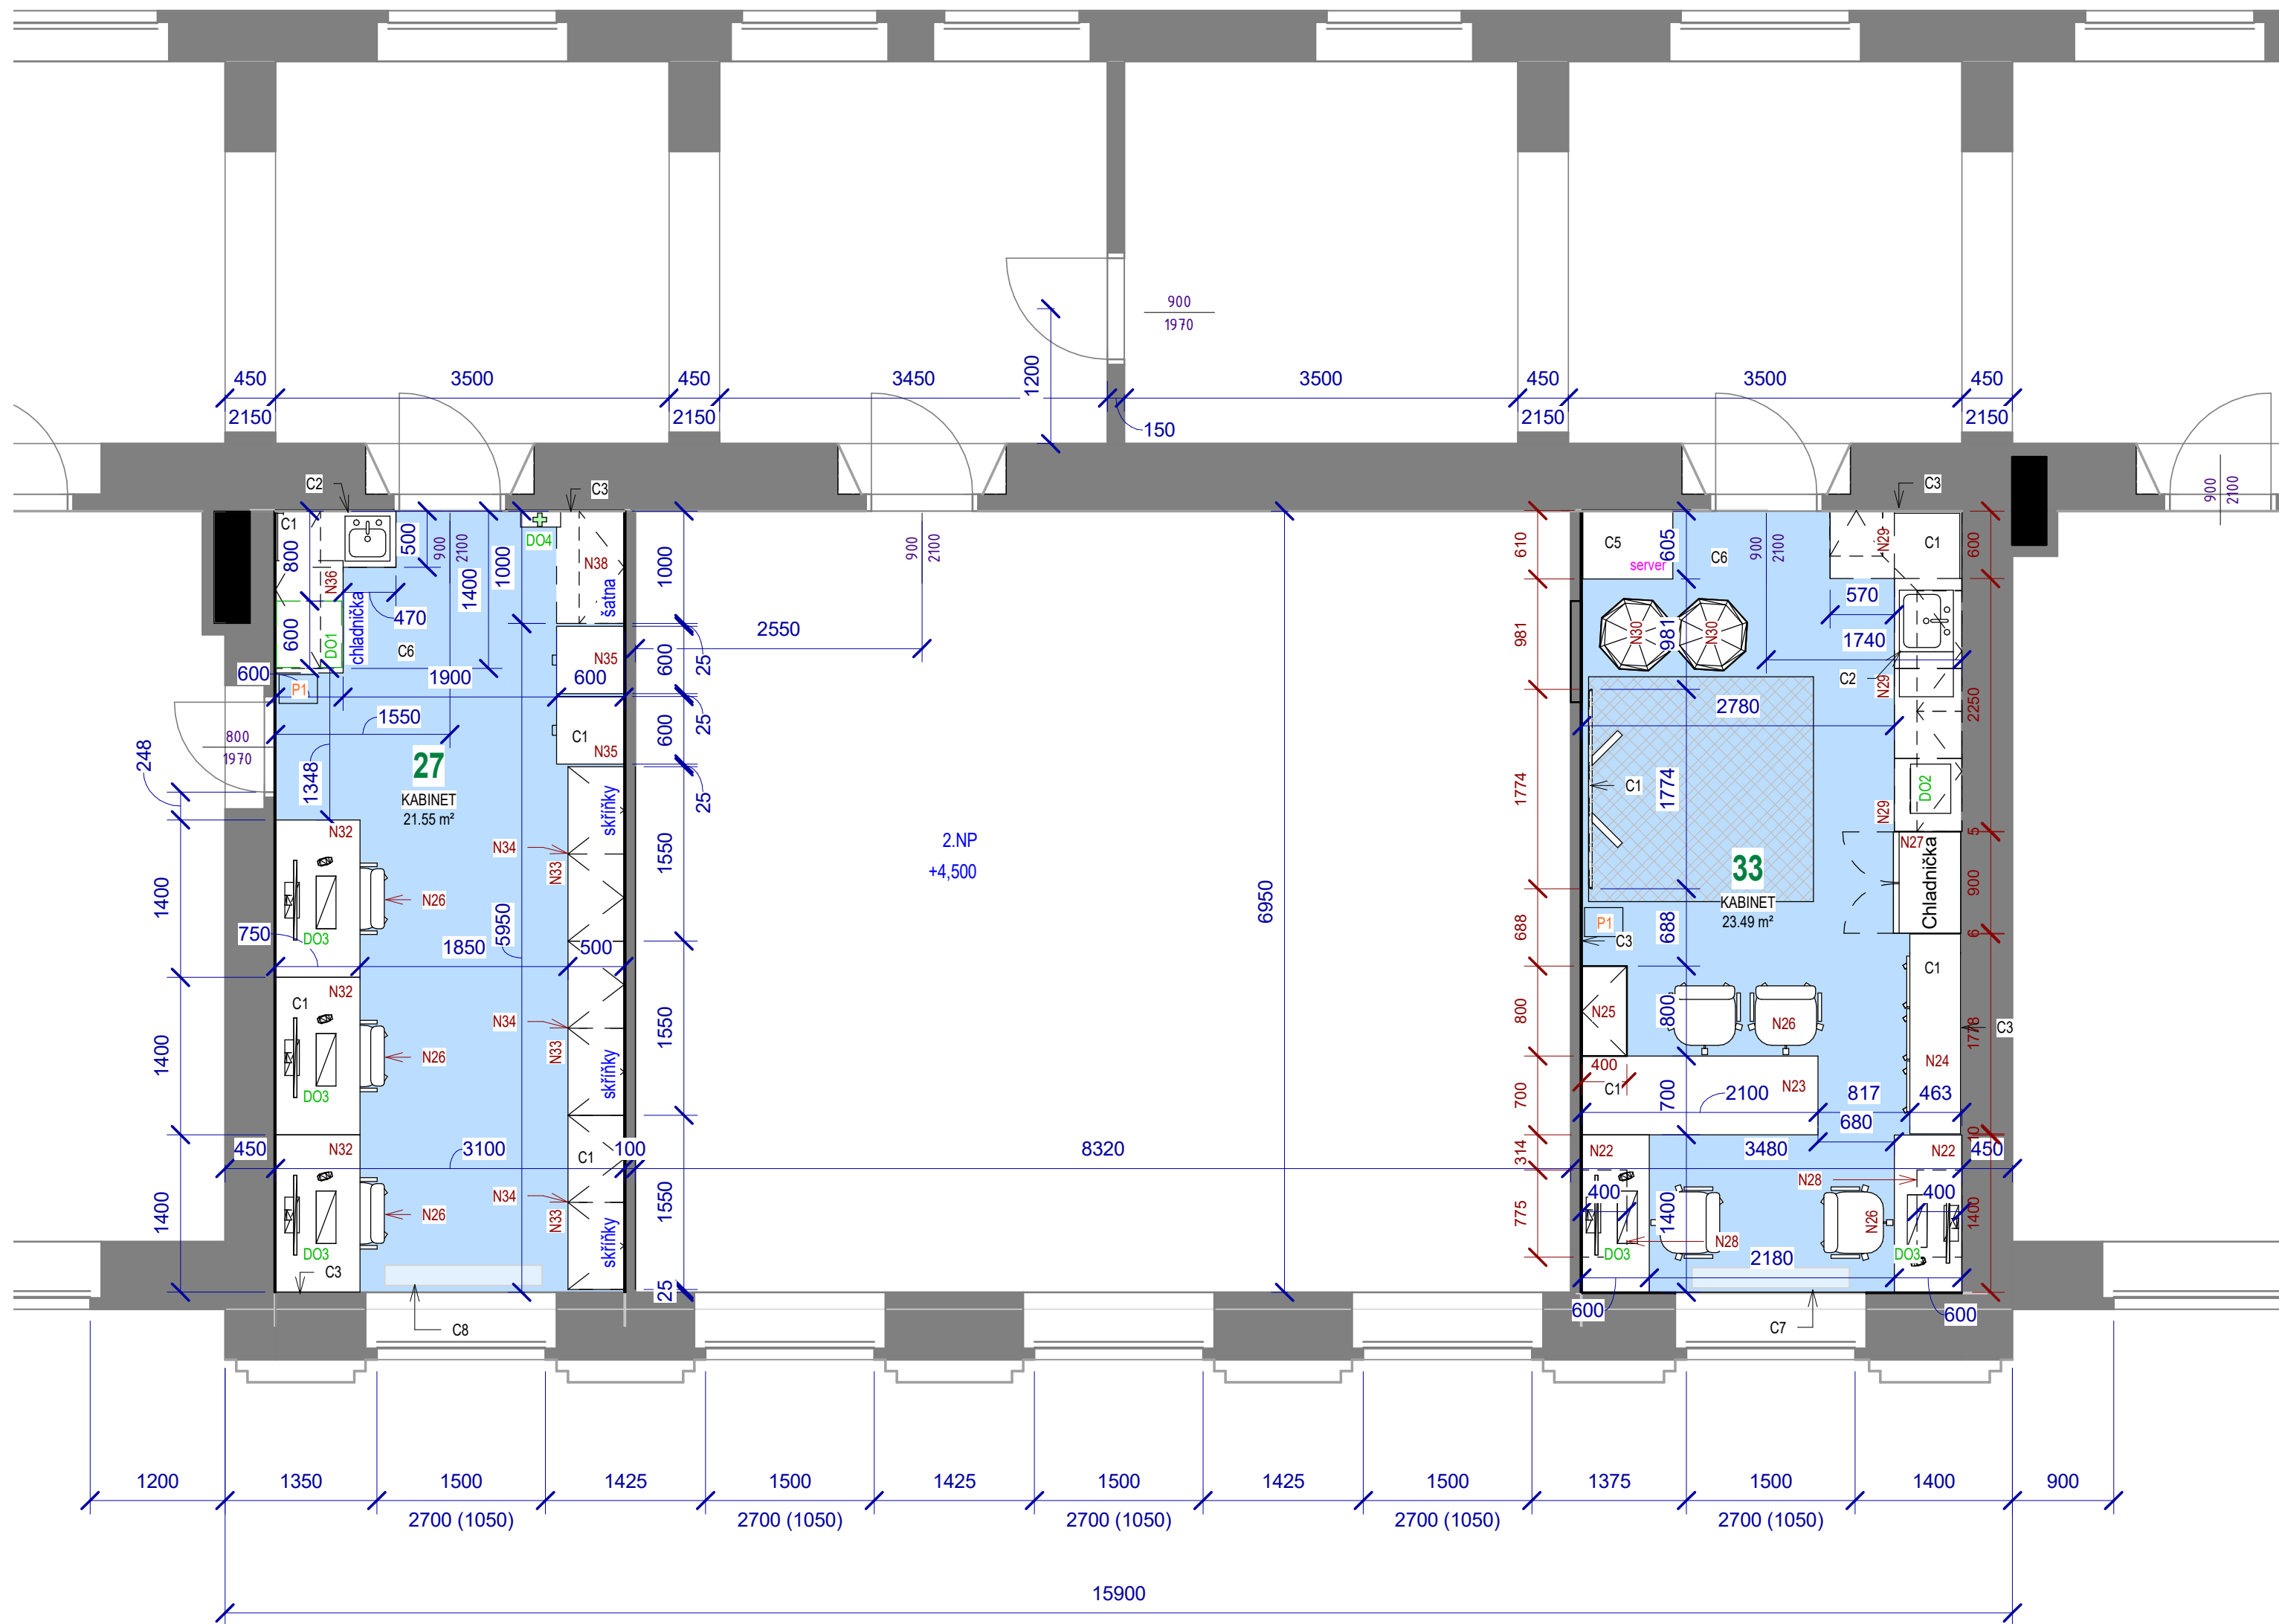 900
1970
1200
450
3500
450
3450
3500
450
3500
450
2150
2150
150
2150
2150
C2
C3
C3
900
2100
C1
800
500
900
2100
1400
1000
DO4
N38
šatna
1000
900
2100
610
C5
server
605
C6
900
2100
N29
C1
600
N36
470
600
DO1
chladnička
C6
2550
6950
981
N30
981
N30
570
1740
C2
N29
2250
600
P1
1900
600
N35
600
25
1550
C1
N35
600
25
25
800
1970
248
1348
27
KABINET
21.55 m²
2780
1774
C1
1774
DO2
N29
5
skříňky
N34
N33
1550
2.NP
+4,500
N27
Chladnička
900
33
KABINET
23.49 m²
6
N32
1400
N26
DO3
750
1850
5950
500
688
P1
C3
688
C1
N32
C1
1400
N26
DO3
N34
N33
skříňky
1550
800
N25
800
N26
C3
1778
N24
400
C1
700
700
N23
2100
817
463
680
10
N32
450
3100
C1
100
8320
314
N22
3480
N22
450
1400
N26
DO3
N34
N33
skříňky
1550
25
775
400
N28
400
1400
N26
1400
N28
DO3
DO3
2180
600
600
C3
C8
C7
1200
1350
1500
1425
1500
1425
1500
1425
1500
1375
1500
1400
900
2700 (1050)
2700 (1050)
2700 (1050)
2700 (1050)
2700 (1050)
15900